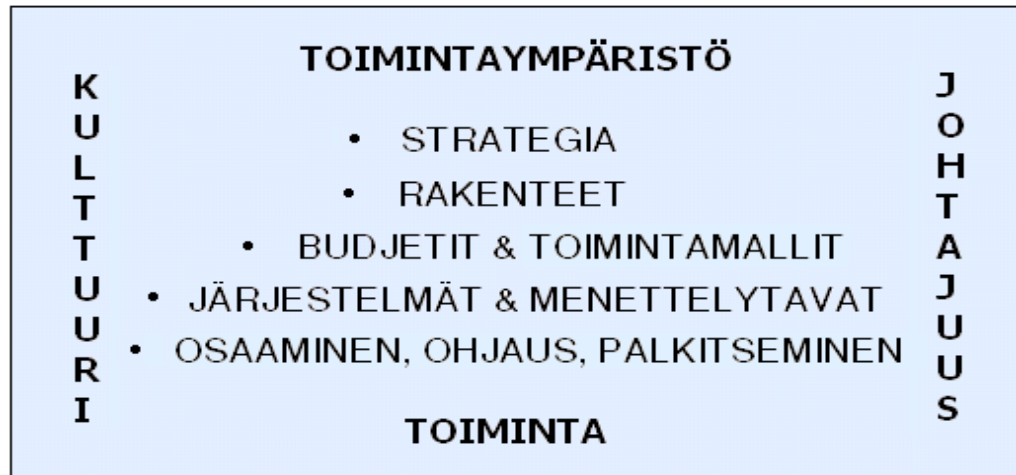 TOIMINTAYMPÄRISTÖ
KULTTUURI
• STRATEGIA
• RAKENTEET
• BUDJETIT & TOIMINTAMALLIT
• JÄRJESTELMÄT & MENETTELYTAVAT
• OSAAMINEN, OHJAUS, PALKITSEMINEN
JOHTAJUUS
TOIMINTA